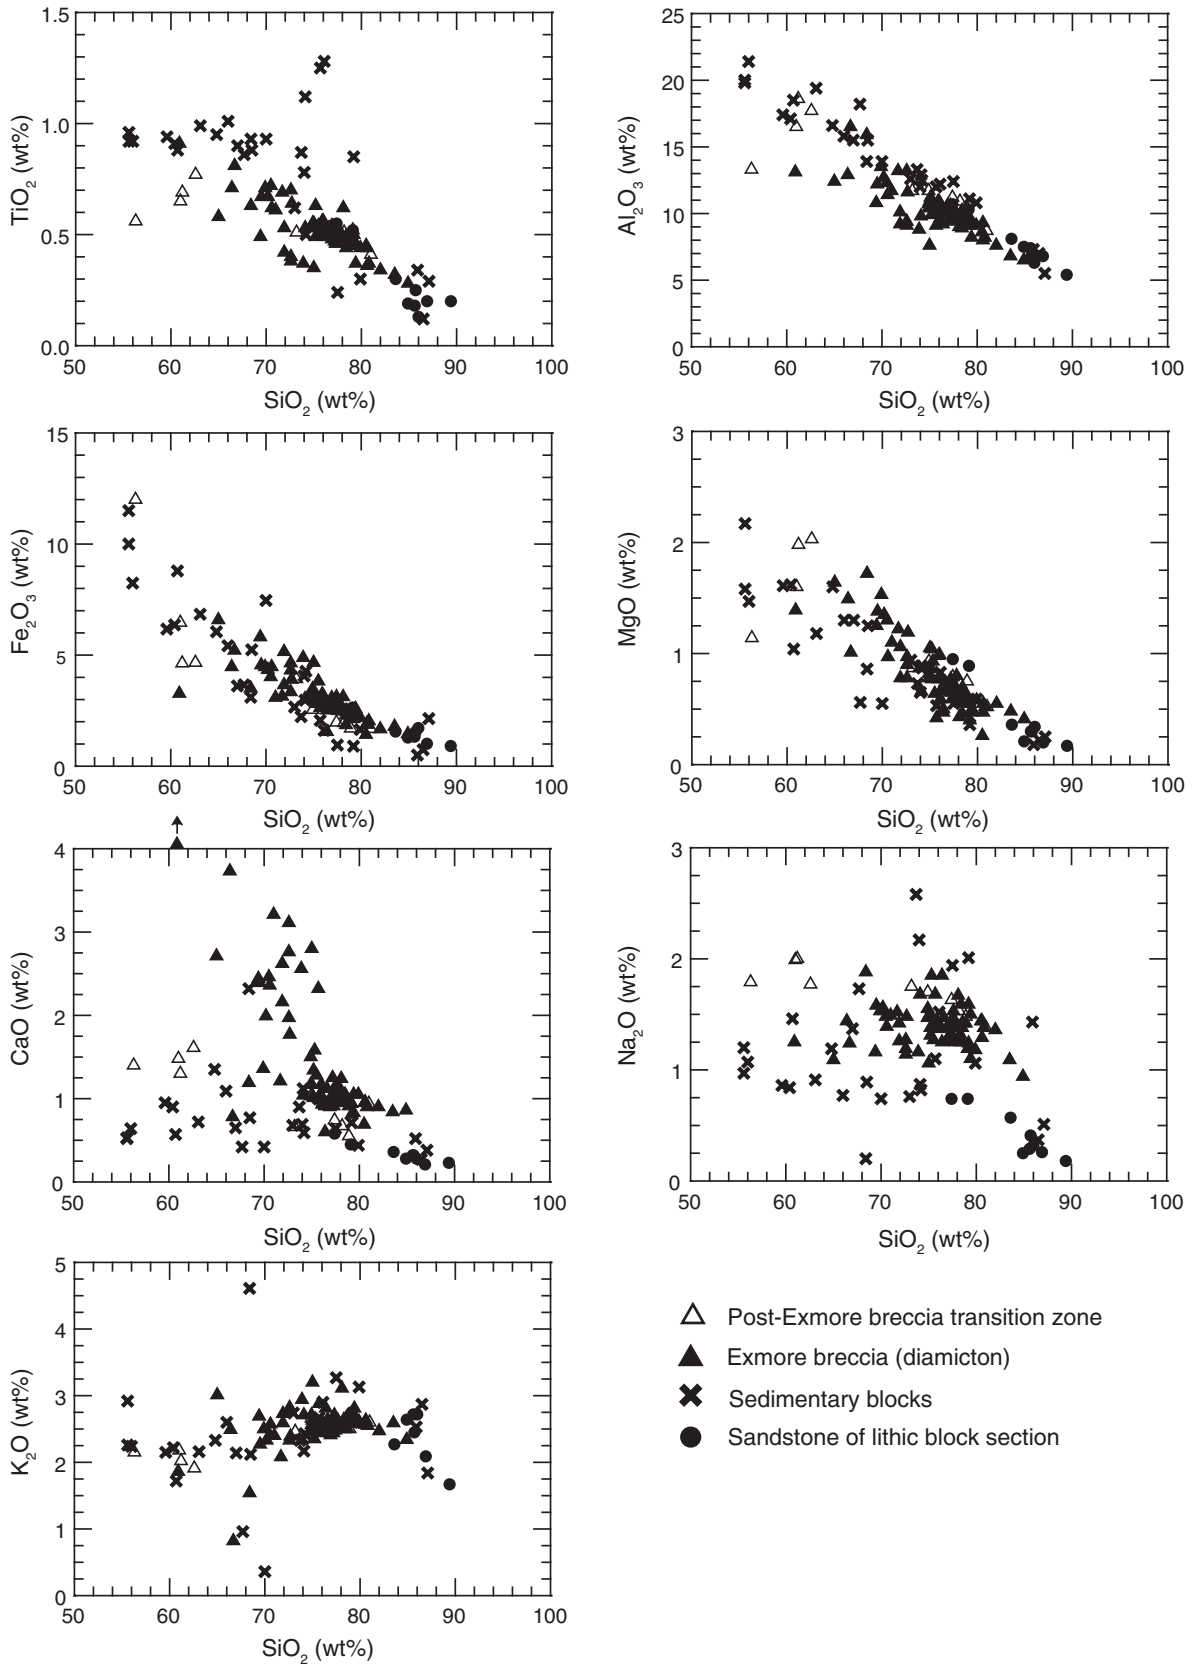 TiO2 (wt%)
1.5
1.0
0.5
0.0
50 60 70 80 90 100
SiO2 (wt%)
Al2O3 (wt%)
25
20
15
10
5
0
50 60 70 80 90 100
SiO2 (wt%)
Fe2O3 (wt%)
15
10
5
0
50 60 70 80 90 100
SiO2 (wt%)
MgO (wt%)
3
2
1
0
50 60 70 80 90 100
SiO2 (wt%)
CaO (wt%)
4
3
2
1
0
50 60 70 80 90 100
SiO2 (wt%)
Na2O (wt%)
3
2
1
0
50 60 70 80 90 100
SiO2 (wt%)
K2O (wt%)
5
4
3
2
1
0
50 60 70 80 90 100
SiO2 (wt%)
Post-Exmore breccia transition zone
Exmore breccia (diamicton)
Sedimentary blocks
Sandstone of lithic block section